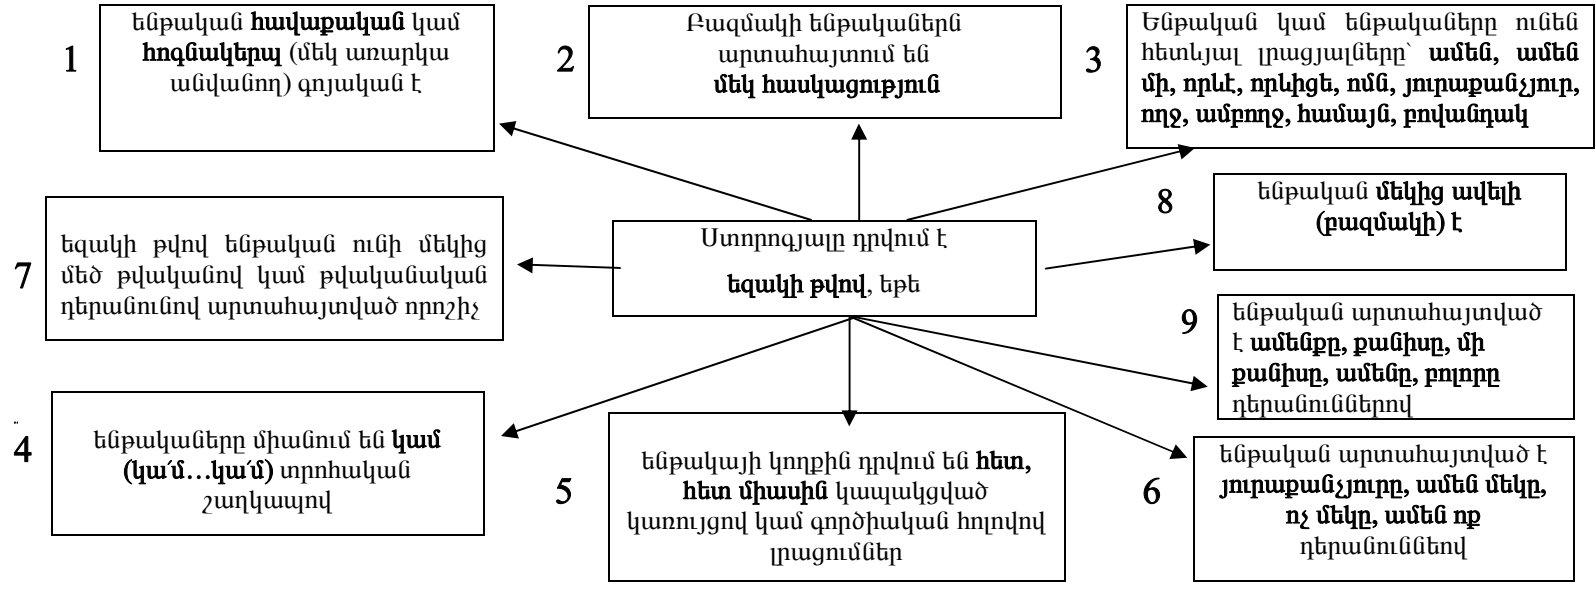 1
ենթական հավաքական կամ
հոգնակերպ (մեկ առարկա
անվանող) գոյական է
2
Բազմակի ենթականերն
արտահայտում են
մեկ հասկացություն
3
Ենթական կամ ենթակաները ունեն
հետևյալ լրացյալները՝ ամեն, ամեն
մի, որևէ, որևիցե, ոմն, յուրաքանչյուր,
ողջ, ամբողջ, համայն, բովանդակ
8
ենթական մեկից ավելի
(բազմակի) է
7
եզակի թվով ենթական ունի մեկից
մեծ թվականով կամ թվականական
դերանունով արտահայտված որոշիչ
Ստորոգյալը դրվում է
եզակի թվով, եթե
9
ենթական արտահայտված
է ամենքը, քանիսը, մի
քանիսը, ամենը, բոլորը
դերանուններով
4
ենթակաները միանում են կամ
(կա՛մ…կա՛մ) տրոհական
շաղկապով
5
ենթակայի կողքին դրվում են հետ,
հետ միասին կապակցված
կառույցով կամ գործիական հոլովով
լրացումներ
6
ենթական արտահայտված է
յուրաքանչյուրը, ամեն մեկը,
ոչ մեկը, ամեն ոք
դերանունեով